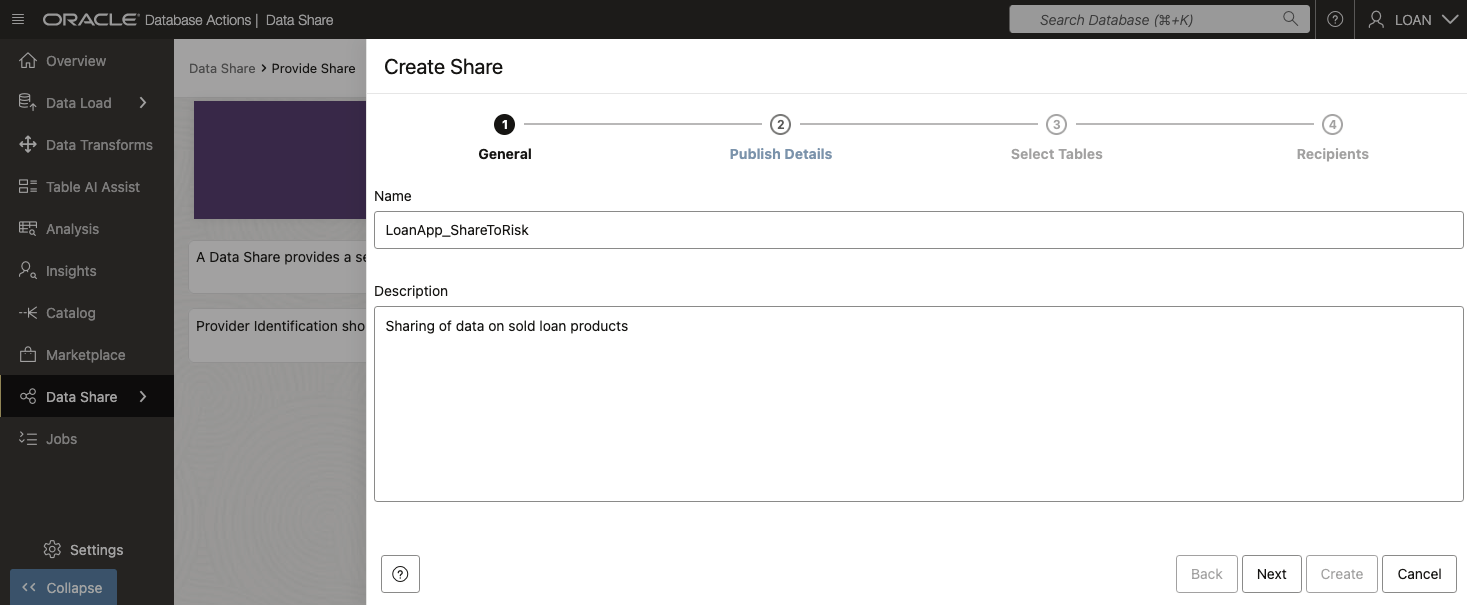 ORACLE Database Actions | Data Share
Search Database (⌘+K)
LOAN
Overview
Data Load
Data Transforms
Table AI Assist
Analysis
Insights
Catalog
Marketplace
Data Share
Jobs
Settings
Collapse
Data Share > Provide Share
A Data Share provides a se
Provider Identification sho
Create Share
1 2 3 4
General Publish Details Select Tables Recipients
Name
LoanApp_ShareToRisk
Description
Sharing of data on sold loan products
Back Next Create Cancel